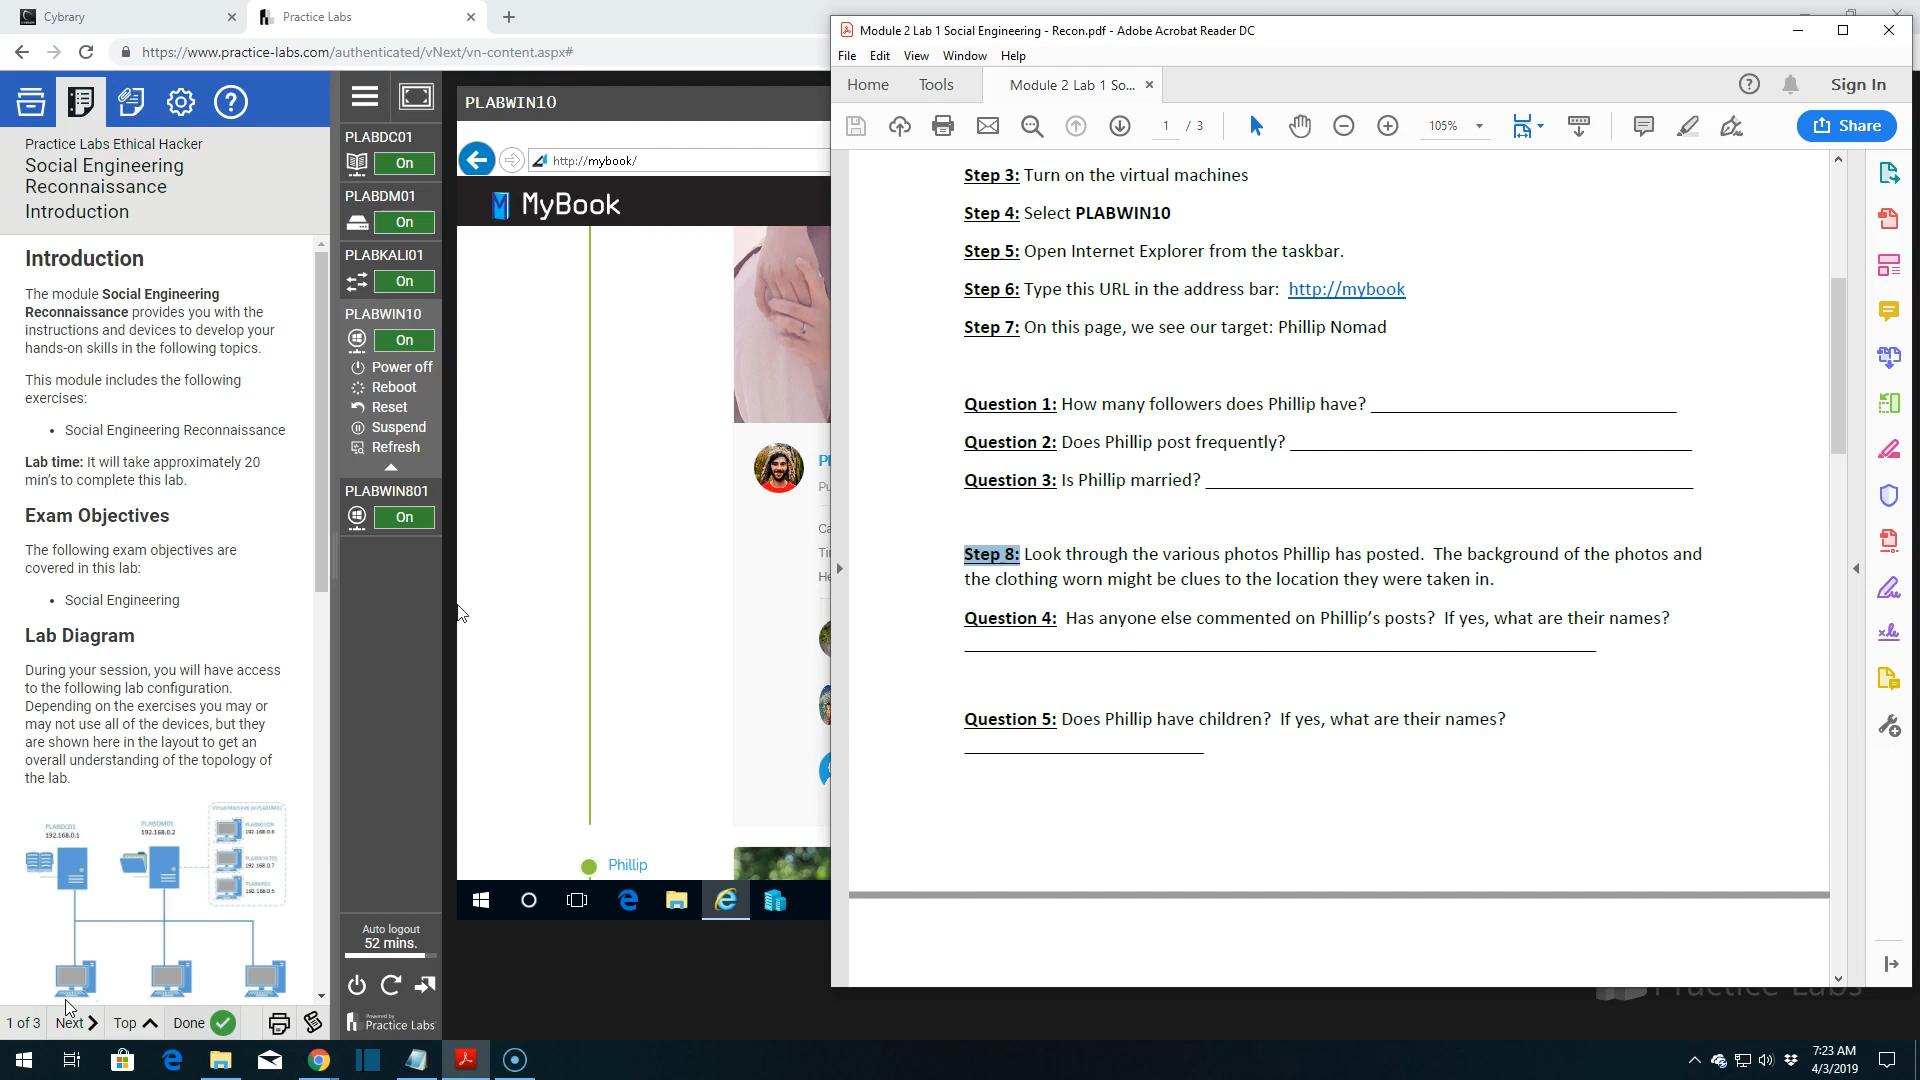 Cybrary
Practice Labs
https://www.practice-labs.com/authenticated/vNext/vn-content.aspx#
Practice Labs Ethical Hacker
Social Engineering
Reconnaissance
Introduction
Introduction
The module Social Engineering
Reconnaissance provides you with the
instructions and devices to develop your
hands-on skills in the following topics.
This module includes the following
exercises:
• Social Engineering Reconnaissance
Lab time: It will take approximately 20
min's to complete this lab.
Exam Objectives
The following exam objectives are
covered in this lab:
• Social Engineering
Lab Diagram
During your session, you will have access
to the following lab configuration.
Depending on the exercises you may or
may not use all of the devices, but they
are shown here in the layout to get an
overall understanding of the topology of
the lab.
PLABDC01
192.168.0.1
PLABDM01
192.168.0.2
1 of 3
Next
Top
Done
PLABDC01
On
PLABDM01
On
PLABKALI01
On
PLABWIN10
On
Power off
Reboot
Reset
Suspend
Refresh
PLABWIN801
On
Auto logout
52 mins.
Powered by
Practice Labs
PLABWIN10
http://mybook/
MyBook
Phillip
Module 2 Lab 1 Social Engineering - Recon.pdf - Adobe Acrobat Reader DC
File Edit View Window Help
Home Tools Module 2 Lab 1 So... Sign In
1 / 3
105%
Share
Step 3: Turn on the virtual machines
Step 4: Select PLABWIN10
Step 5: Open Internet Explorer from the taskbar.
Step 6: Type this URL in the address bar: http://mybook
Step 7: On this page, we see our target: Phillip Nomad
Question 1: How many followers does Phillip have?
Question 2: Does Phillip post frequently?
Question 3: Is Phillip married?
Step 8: Look through the various photos Phillip has posted. The background of the photos and
the clothing worn might be clues to the location they were taken in.
Question 4: Has anyone else commented on Phillip's posts? If yes, what are their names?
Question 5: Does Phillip have children? If yes, what are their names?
7:23 AM
4/3/2019